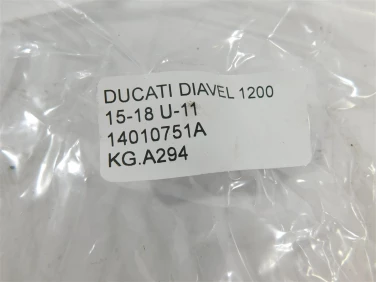 DUCATI DIAVEL 1200
15-18 U-11
14010751A
KG.A294